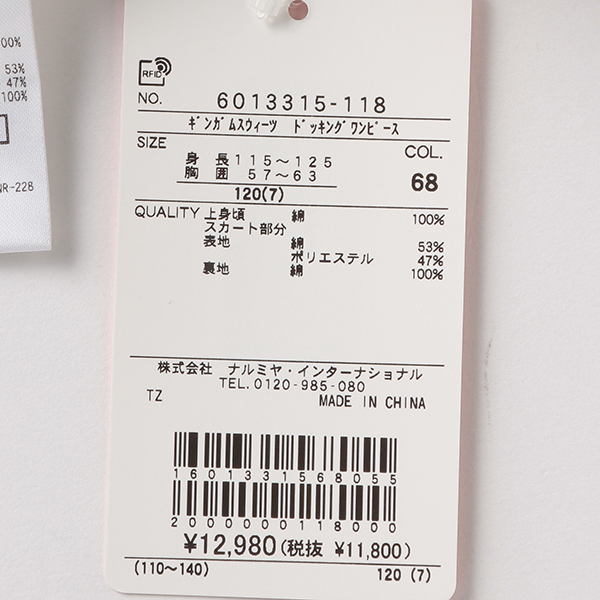 100%
53%
47%
100%
NR-228
RFID
NO. 6013315-118
ｷﾞﾝｶﾞﾑｽｳｨｰﾂ ﾄﾞｯｷﾝｸﾞﾜﾝﾋﾟｰｽ
SIZE COL.
身長 115～125
胸囲 57～63 68
120(7)
QUALITY 上身頃 綿 100%
スカート部分
表地 綿 53%
ポリエステル 47%
裏地 綿 100%
株式会社 ナルミヤ・インターナショナル
TEL.0120-985-080
TZ MADE IN CHINA
1601331568055
2000000118000
¥12,980(税抜 ¥11,800)
(110～140) 120 (7)